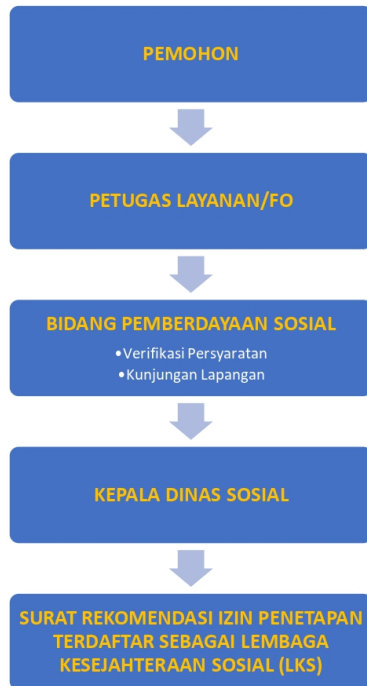 PEMOHON
PETUGAS LAYANAN/FO
BIDANG PEMBERDAYAAN SOSIAL
•Verifikasi Persyaratan
•Kunjungan Lapangan
KEPALA DINAS SOSIAL
SURAT REKOMENDASI IZIN PENETAPAN
TERDAFTAR SEBAGAI LEMBAGA
KESEJAHTERAAN SOSIAL (LKS)